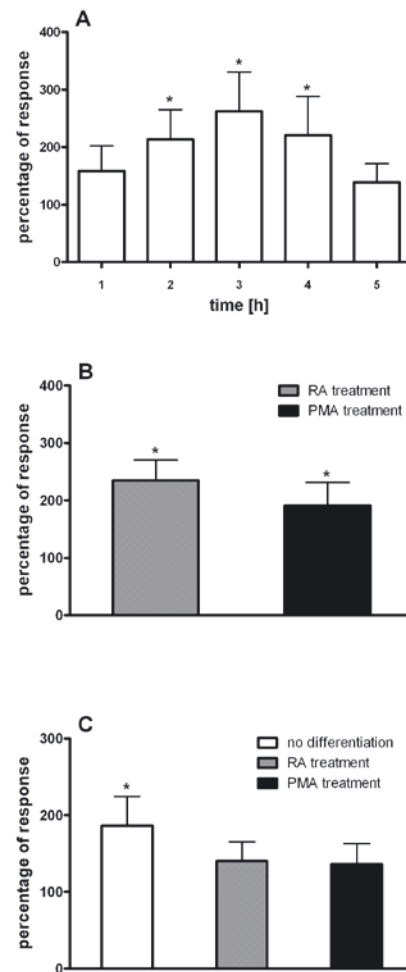 A
percentage of response
400
300
200
100
0
* * *
1 2 3 4 5
time [h]
B
percentage of response
400
300
200
100
0
RA treatment
PMA treatment
* *
C
percentage of response
300
200
100
0
no differentiation
RA treatment
PMA treatment
*